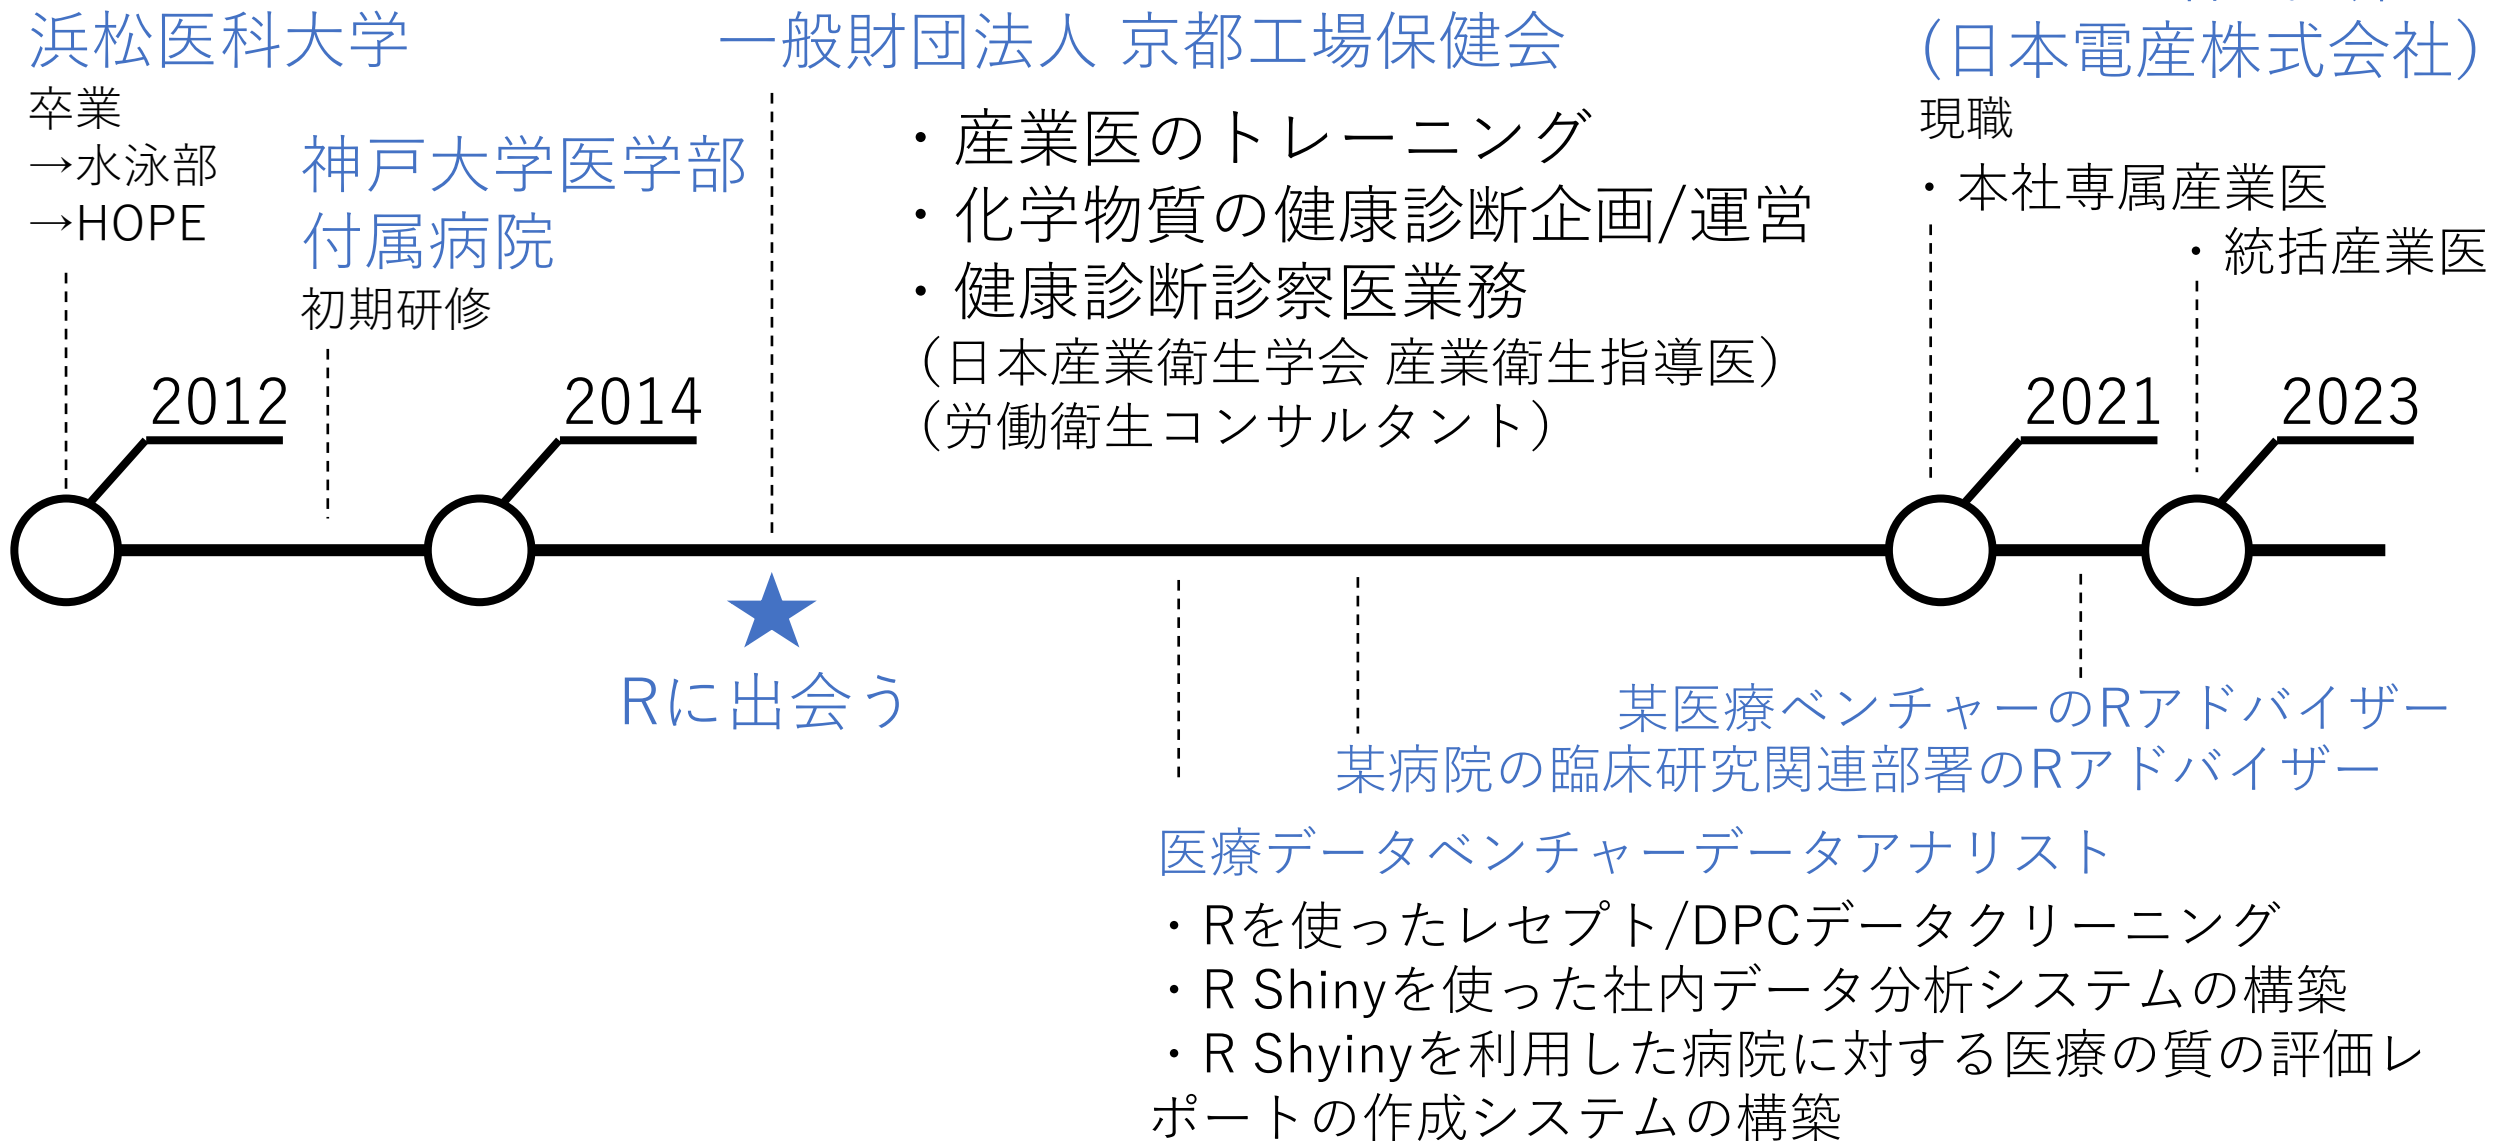 浜松医科大学
卒業
→水泳部
→HOPE
神戸大学医学部
付属病院
初期研修
一般財団法人　京都工場保健会
・産業医のトレーニング
・化学物質の健康診断企画/運営
・健康診断診察医業務
（日本産業衛生学会産業衛生指導医）
（労働衛生コンサルタント）
（日本電気株式会社）
現職
・本社専属産業医
・統括産業医
2012
2014
2021
2023
Rに出会う
某医療ベンチャーのRアドバイザー
某病院の臨床研究関連部署のRアドバイザー
医療データベンチャーデータアナリスト
・Rを使ったレセプト/DPCデータクリーニング
・R Shinyを使った社内データ分析システムの構築
・R Shinyを利用した病院に対する医療の質の評価レ
ポートの作成システムの構築